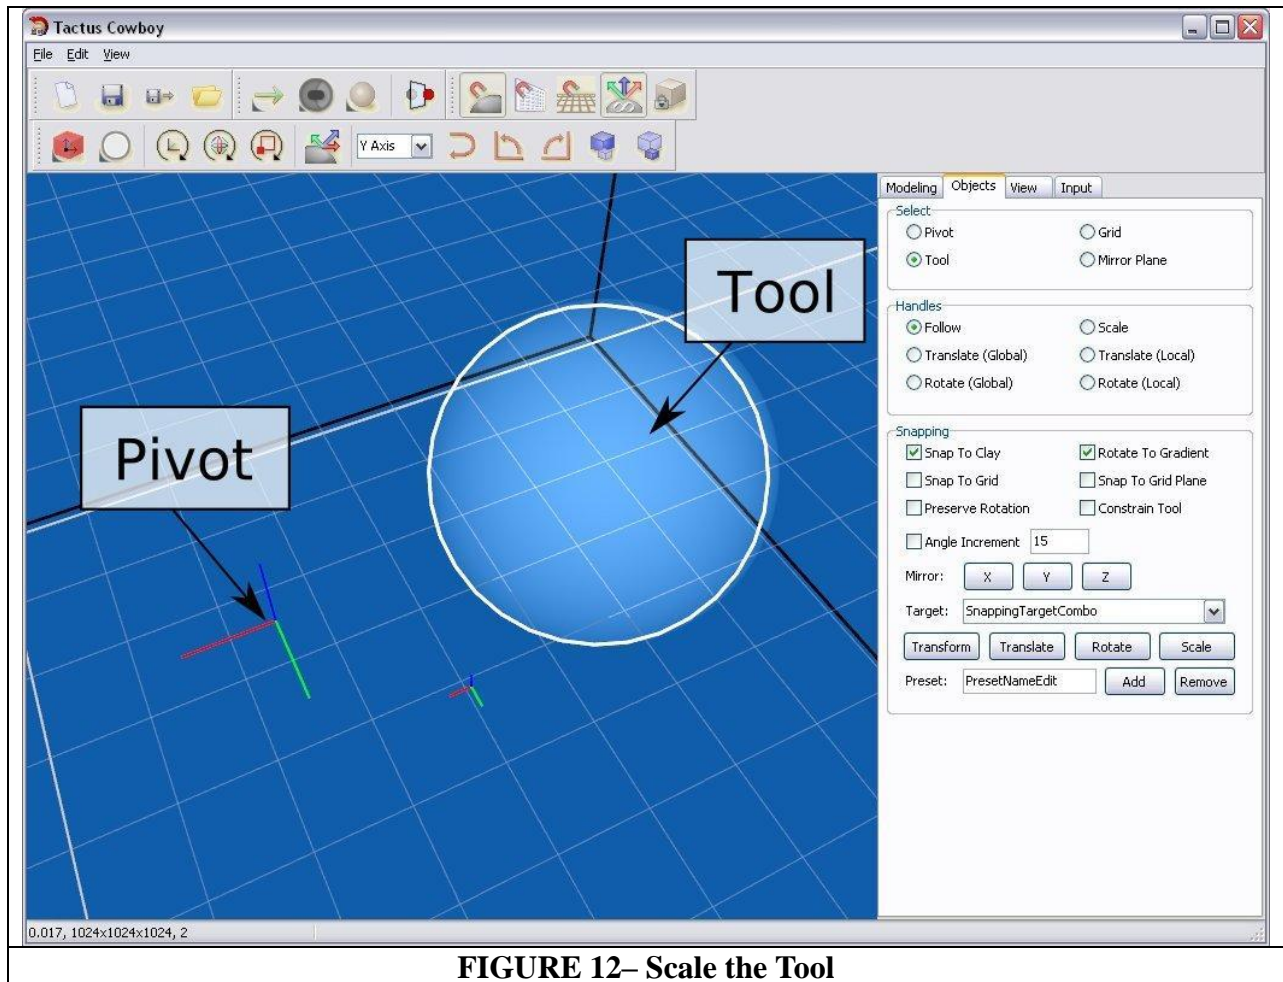 Tactus Cowboy
File Edit View
Y Axis
Modeling Objects View Input
Select
Pivot Grid
Tool Mirror Plane
Handles
Follow Scale
Translate (Global) Translate (Local)
Rotate (Global) Rotate (Local)
Snapping
Snap To Clay Rotate To Gradient
Snap To Grid Snap To Grid Plane
Preserve Rotation Constrain Tool
Angle Increment 15
Mirror: X Y Z
Target: SnappingTargetCombo
Transform Translate Rotate Scale
Preset: PresetNameEdit Add Remove
Tool
Pivot
0.017, 1024x1024x1024, 2
FIGURE 12– Scale the Tool